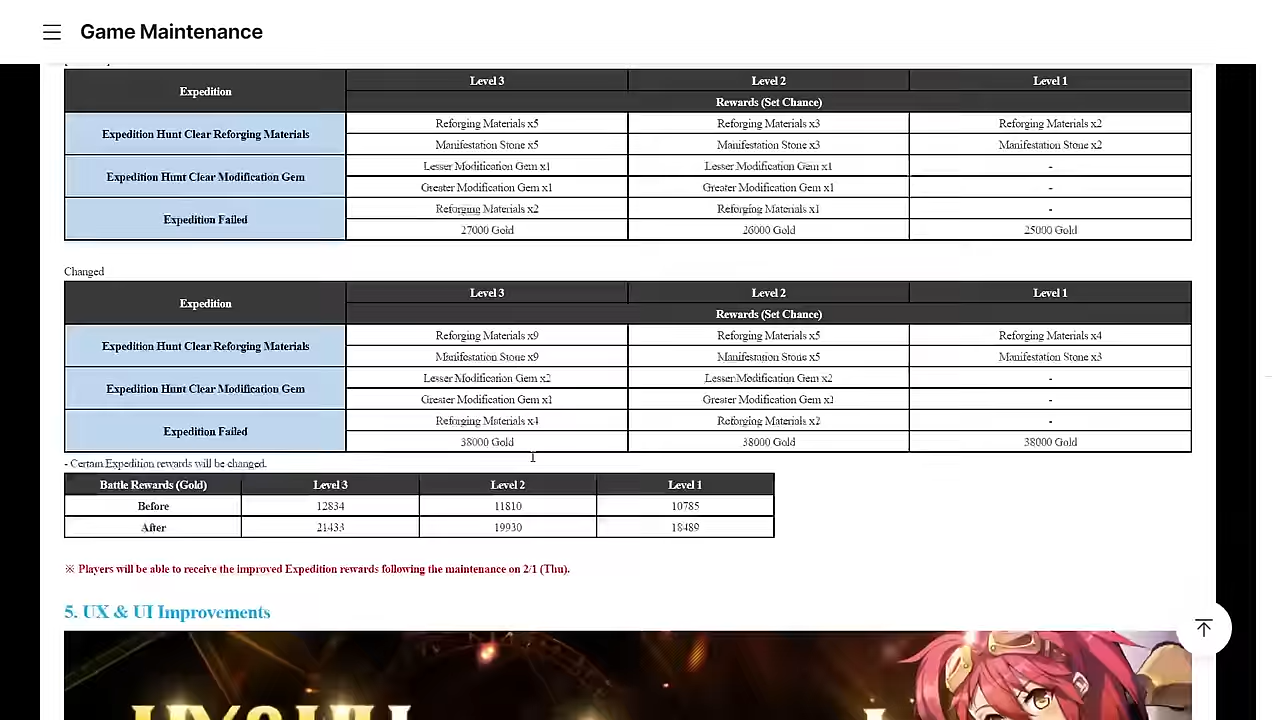 Game Maintenance
Expedition Level 3 Level 2 Level 1
Rewards (Set Chance)
Expedition Hunt Clear Reforging Materials Reforging Materials x5 Reforging Materials x3 Reforging Materials x2
Manifestation Stone x5 Manifestation Stone x3 Manifestation Stone x2
Expedition Hunt Clear Modification Gem Lesser Modification Gem x1 Lesser Modification Gem x1 -
Greater Modification Gem x1 Greater Modification Gem x1 -
Expedition Failed Reforging Materials x2 Reforging Materials x1 -
27000 Gold 26000 Gold 25000 Gold
Changed
Expedition Level 3 Level 2 Level 1
Rewards (Set Chance)
Expedition Hunt Clear Reforging Materials Reforging Materials x9 Reforging Materials x5 Reforging Materials x4
Manifestation Stone x9 Manifestation Stone x5 Manifestation Stone x3
Expedition Hunt Clear Modification Gem Lesser Modification Gem x2 Lesser Modification Gem x2 -
Greater Modification Gem x1 Greater Modification Gem -
Expedition Failed Reforging Materials x4 Reforging Materials x2 -
38000 Gold 38000 Gold 38000 Gold
- Certain Expedition rewards will be changed.
Battle Rewards (Gold) Level 3 Level 2 Level 1
Before 12834 11810 10785
After 21433 19930 18489
※ Players will be able to receive the improved Expedition rewards following the maintenance on 2/1 (Thu).
5. UX & UI Improvements